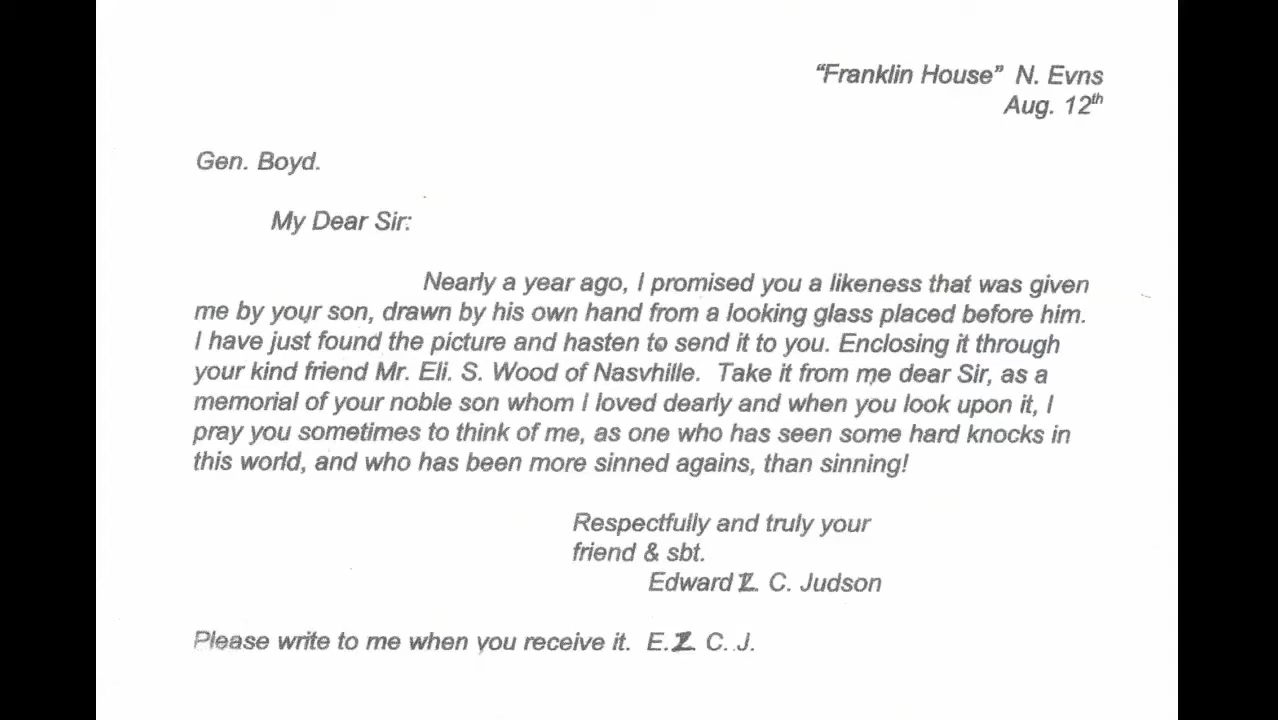 “Franklin House” N. Evns
Aug. 12th
Gen. Boyd.
My Dear Sir:
Nearly a year ago, I promised you a likeness that was given
me by your son, drawn by his own hand from a looking glass placed before him.
I have just found the picture and hasten to send it to you. Enclosing it through
your kind friend Mr. Eli. S. Wood of Nasvhille. Take it from me dear Sir, as a
memorial of your noble son whom I loved dearly and when you look upon it, I
pray you sometimes to think of me, as one who has seen some hard knocks in
this world, and who has been more sinned agains, than sinning!
Respectfully and truly your
friend & sbt.
Edward Z. C. Judson
Please write to me when you receive it. E. Z. C. J.